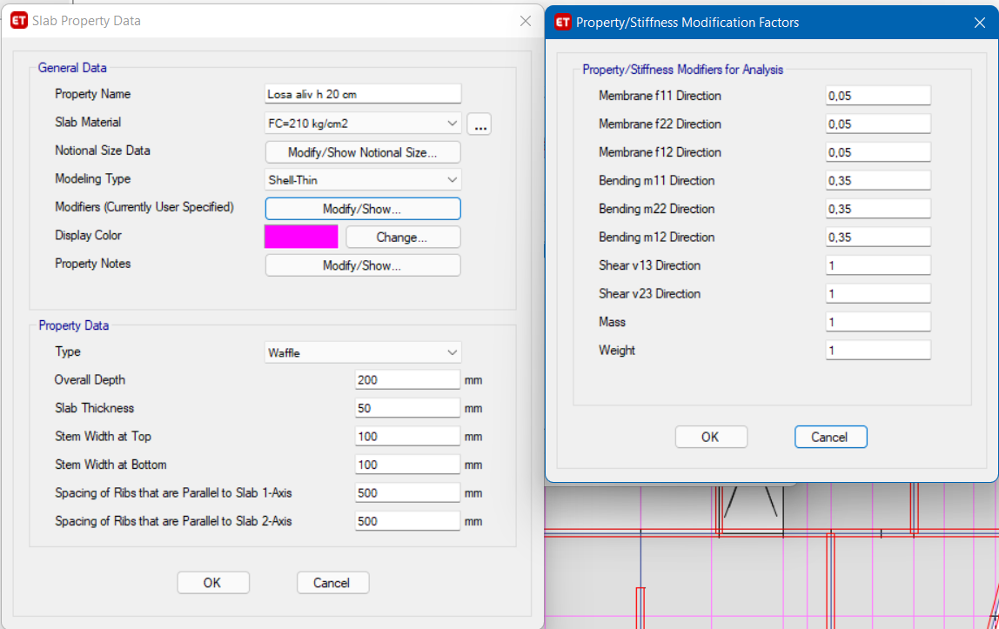 ET Slab Property Data
General Data
Property Name Losa aliv h 20 cm
Slab Material FC=210 kg/cm2 ...
Notional Size Data Modify/Show Notional Size...
Modeling Type Shell-Thin
Modifiers (Currently User Specified) Modify/Show...
Display Color Change...
Property Notes Modify/Show...
Property Data
Type Waffle
Overall Depth 200 mm
Slab Thickness 50 mm
Stem Width at Top 100 mm
Stem Width at Bottom 100 mm
Spacing of Ribs that are Parallel to Slab 1-Axis 500 mm
Spacing of Ribs that are Parallel to Slab 2-Axis 500 mm
OK Cancel
ET Property/Stiffness Modification Factors
Property/Stiffness Modifiers for Analysis
Membrane f11 Direction 0,05
Membrane f22 Direction 0,05
Membrane f12 Direction 0,05
Bending m11 Direction 0,35
Bending m22 Direction 0,35
Bending m12 Direction 0,35
Shear v13 Direction 1
Shear v23 Direction 1
Mass 1
Weight 1
OK Cancel